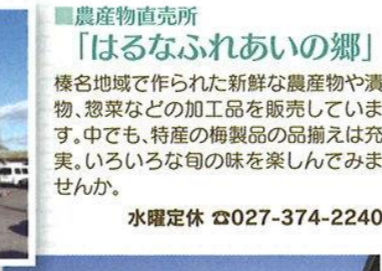 ■農産物直売所
「はるなふれあいの郷」
榛名地域で作られた新鮮な農産物や漬
物、惣菜などの加工品を販売していま
す。中でも、特産の梅製品の品揃えは充
実。いろいろな旬の味を楽しんでみま
せんか。
水曜定休 ☎027-374-2240